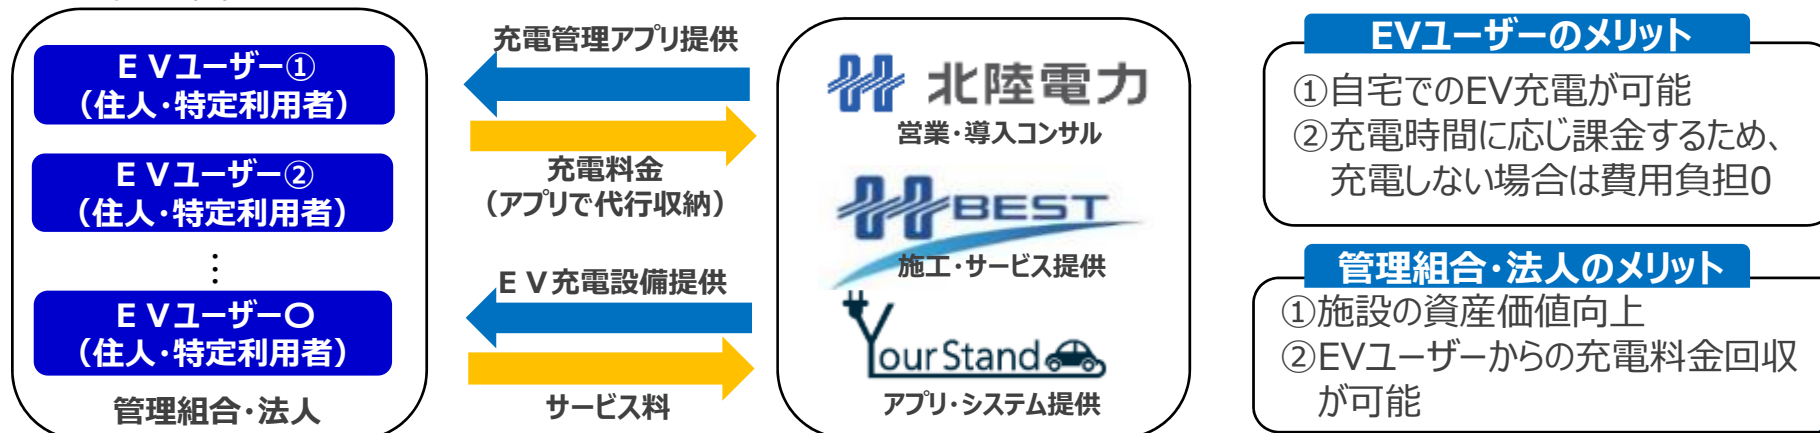 ＥＶユーザー①
（住人・特定利用者）
ＥＶユーザー②
（住人・特定利用者）
⋮
ＥＶユーザー〇
（住人・特定利用者）
管理組合・法人
充電管理アプリ提供
充電料金
（アプリで代行収納）
ＥＶ充電設備提供
サービス料
北陸電力
営業・導入コンサル
BEST
施工・サービス提供
YourStand
アプリ・システム提供
EVユーザーのメリット
①自宅でのEV充電が可能
②充電時間に応じ課金するため、
充電しない場合は費用負担0
管理組合・法人のメリット
①施設の資産価値向上
②EVユーザーからの充電料金回収
が可能